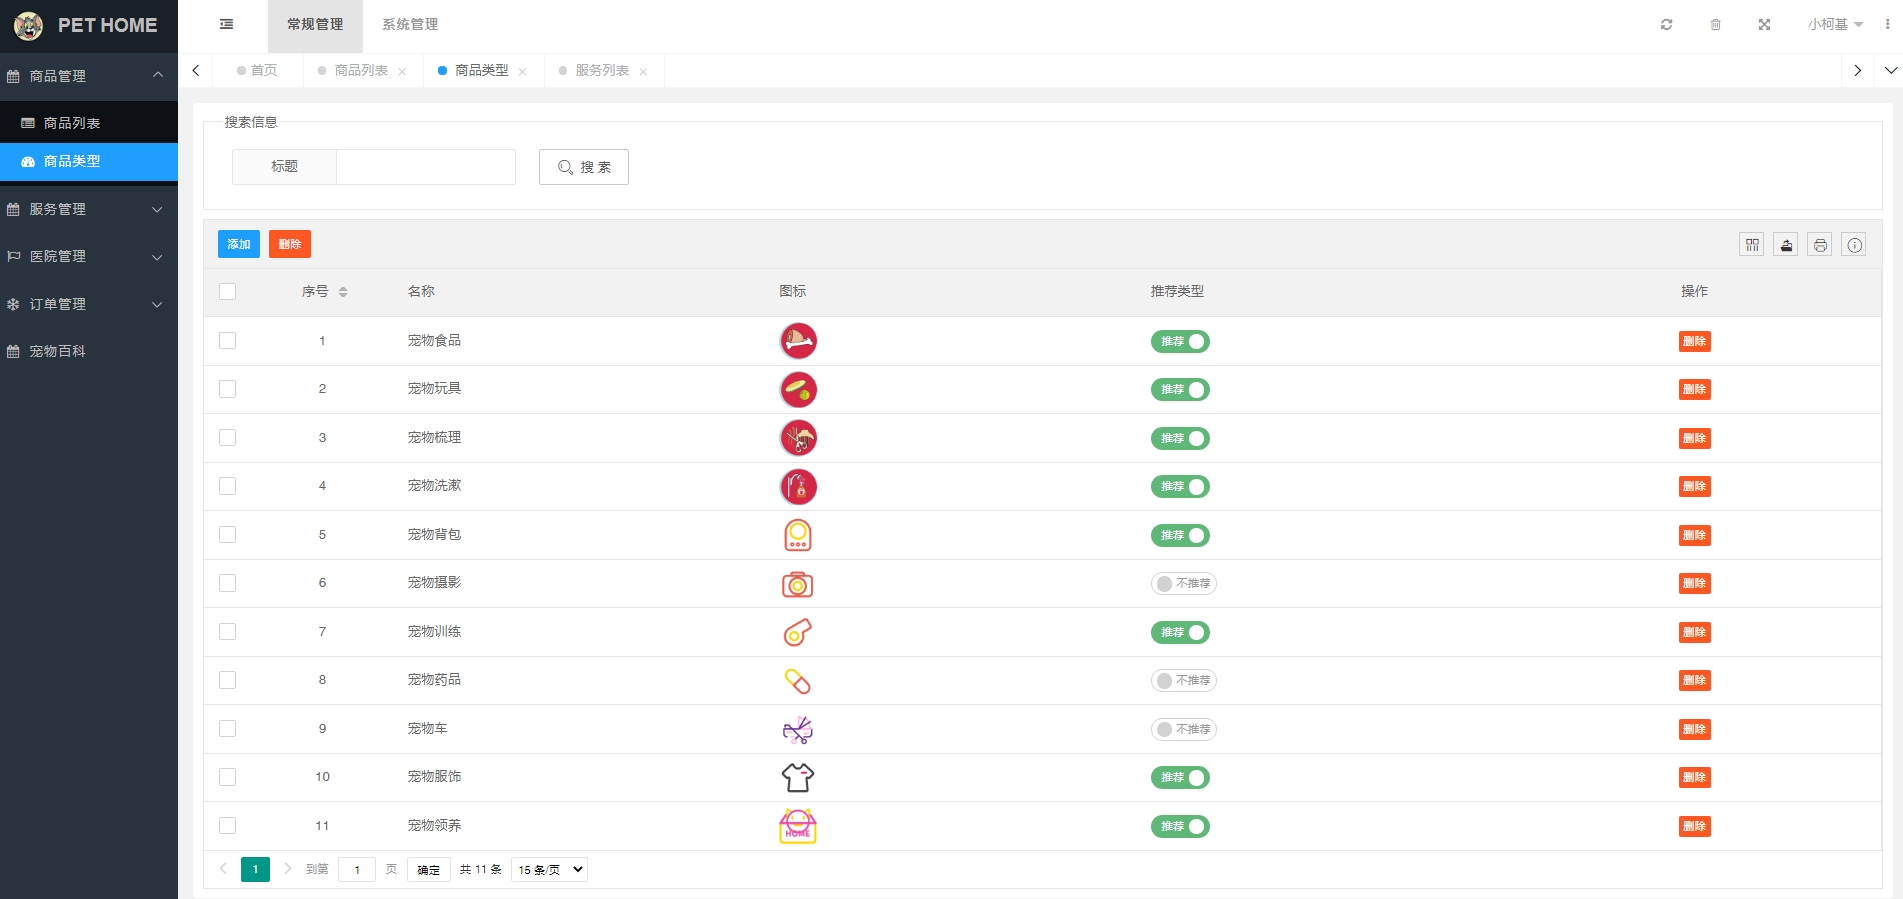 PET HOME
常规管理 系统管理
小柯基
首页 商品列表 商品类型 服务列表
商品管理
商品列表
商品类型
服务管理
医院管理
订单管理
宠物百科
搜索信息
标题
搜 索
添加 删除
序号 名称 图标 推荐类型 操作
1 宠物食品 推荐 删除
2 宠物玩具 推荐 删除
3 宠物梳理 推荐 删除
4 宠物洗漱 推荐 删除
5 宠物背包 推荐 删除
6 宠物摄影 不推荐 删除
7 宠物训练 推荐 删除
8 宠物药品 不推荐 删除
9 宠物车 不推荐 删除
10 宠物服饰 推荐 删除
11 宠物领养 HOME 推荐 删除
1 到第 1 页 确定 共 11 条 15 条/页